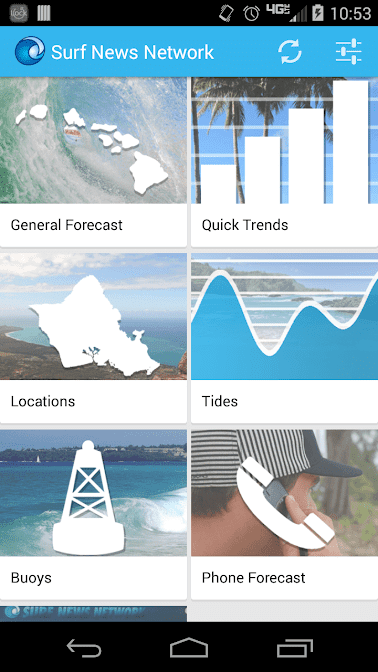 4G
10:53
Surf News Network
General Forecast
Quick Trends
Locations
Tides
Buoys
Phone Forecast
SURF NEWS NETWORK